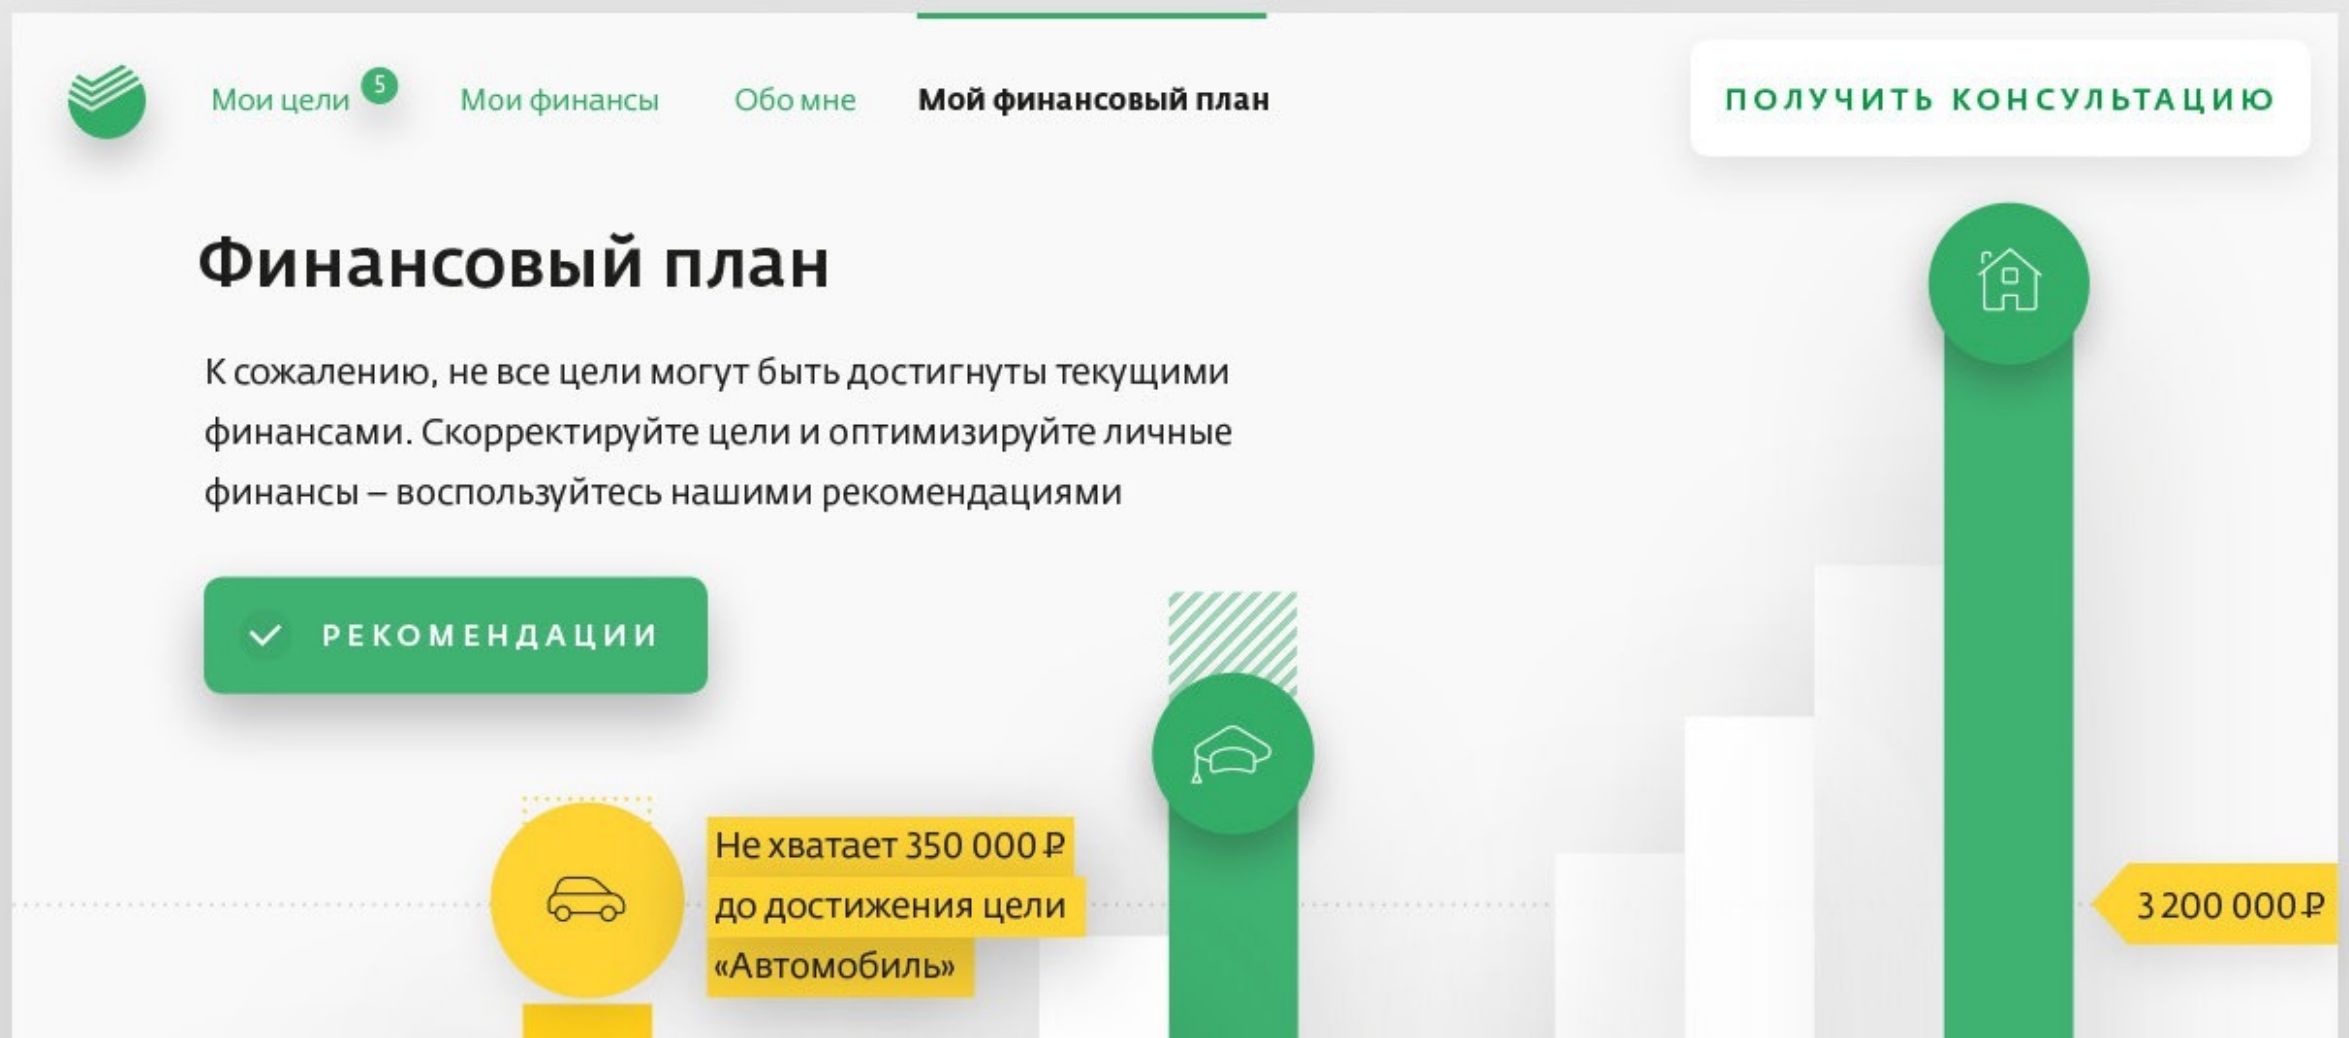 Мои цели 5 Мои финансы Обо мне Мой финансовый план ПОЛУЧИТЬ КОНСУЛЬТАЦИЮ
Финансовый план
К сожалению, не все цели могут быть достигнуты текущими
финансами. Скорректируйте цели и оптимизируйте личные
финансы – воспользуйтесь нашими рекомендациями
РЕКОМЕНДАЦИИ
Не хватает 350 000 ₽
до достижения цели
«Автомобиль»
3 200 000 ₽